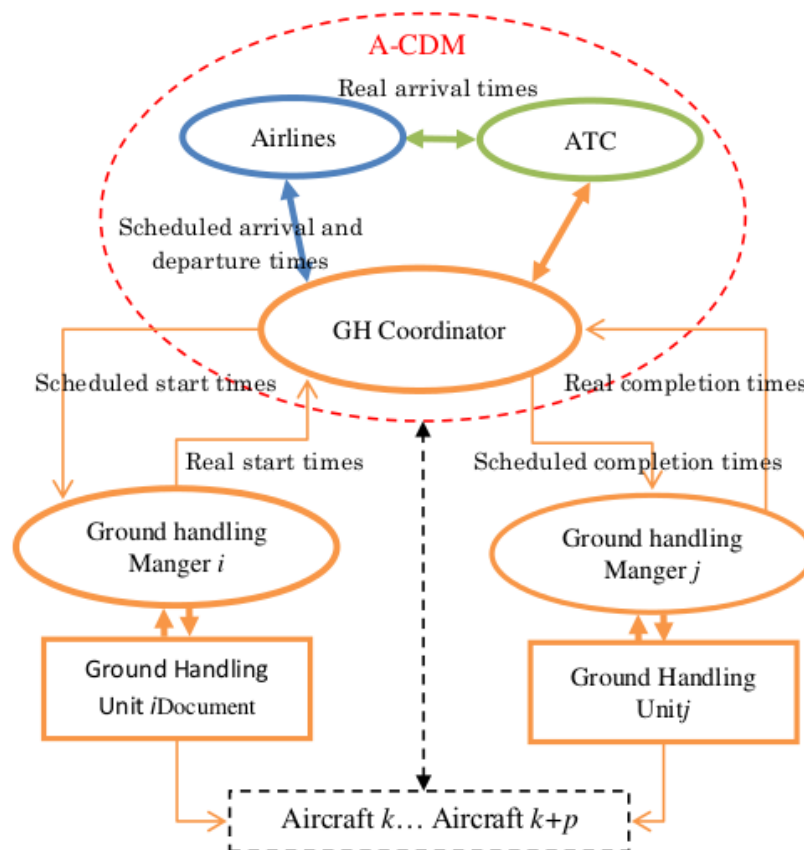 A-CDM
Real arrival times
Airlines
ATC
Scheduled arrival and
departure times
GH Coordinator
Scheduled start times
Real completion times
Real start times
Scheduled completion times
Ground handling
Manger i
Ground handling
Manger j
Ground Handling
Unit iDocument
Ground Handling
Unitj
Aircraft k… Aircraft k+p